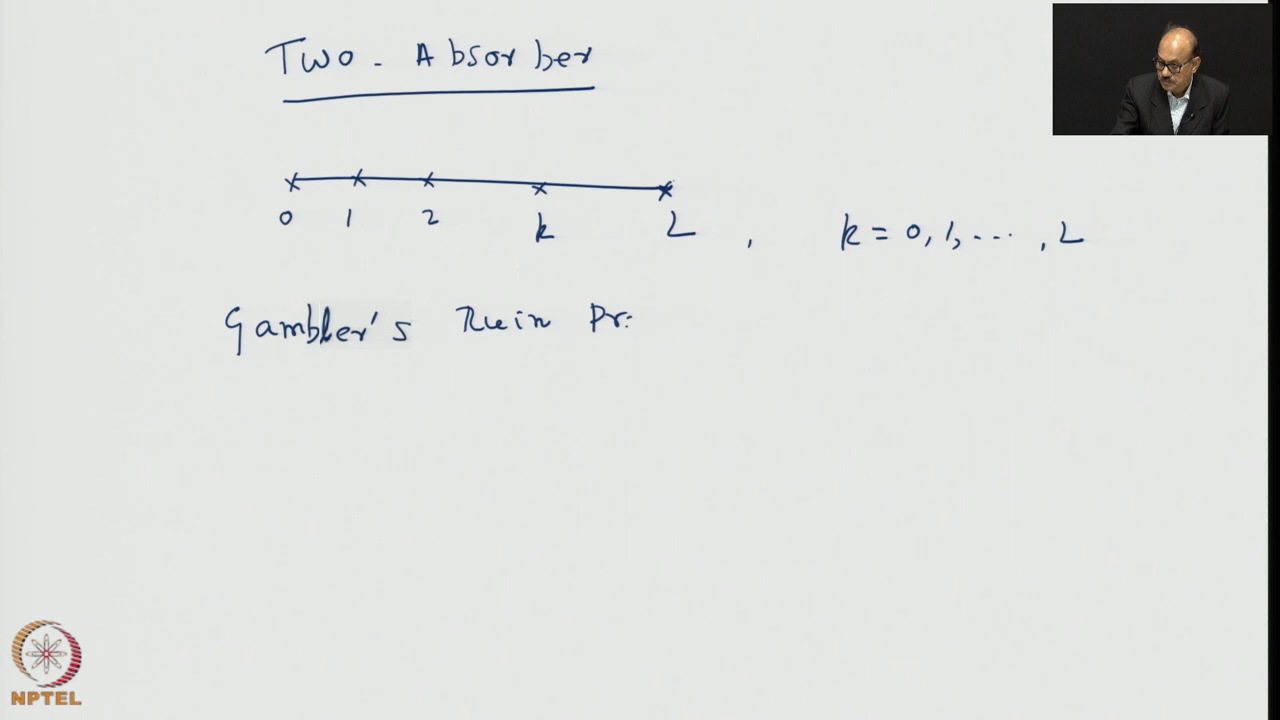 Two - Absorber
0 1 2 k L , k = 0, 1, ... , L
Gambler's Ruin Pr
NPTEL